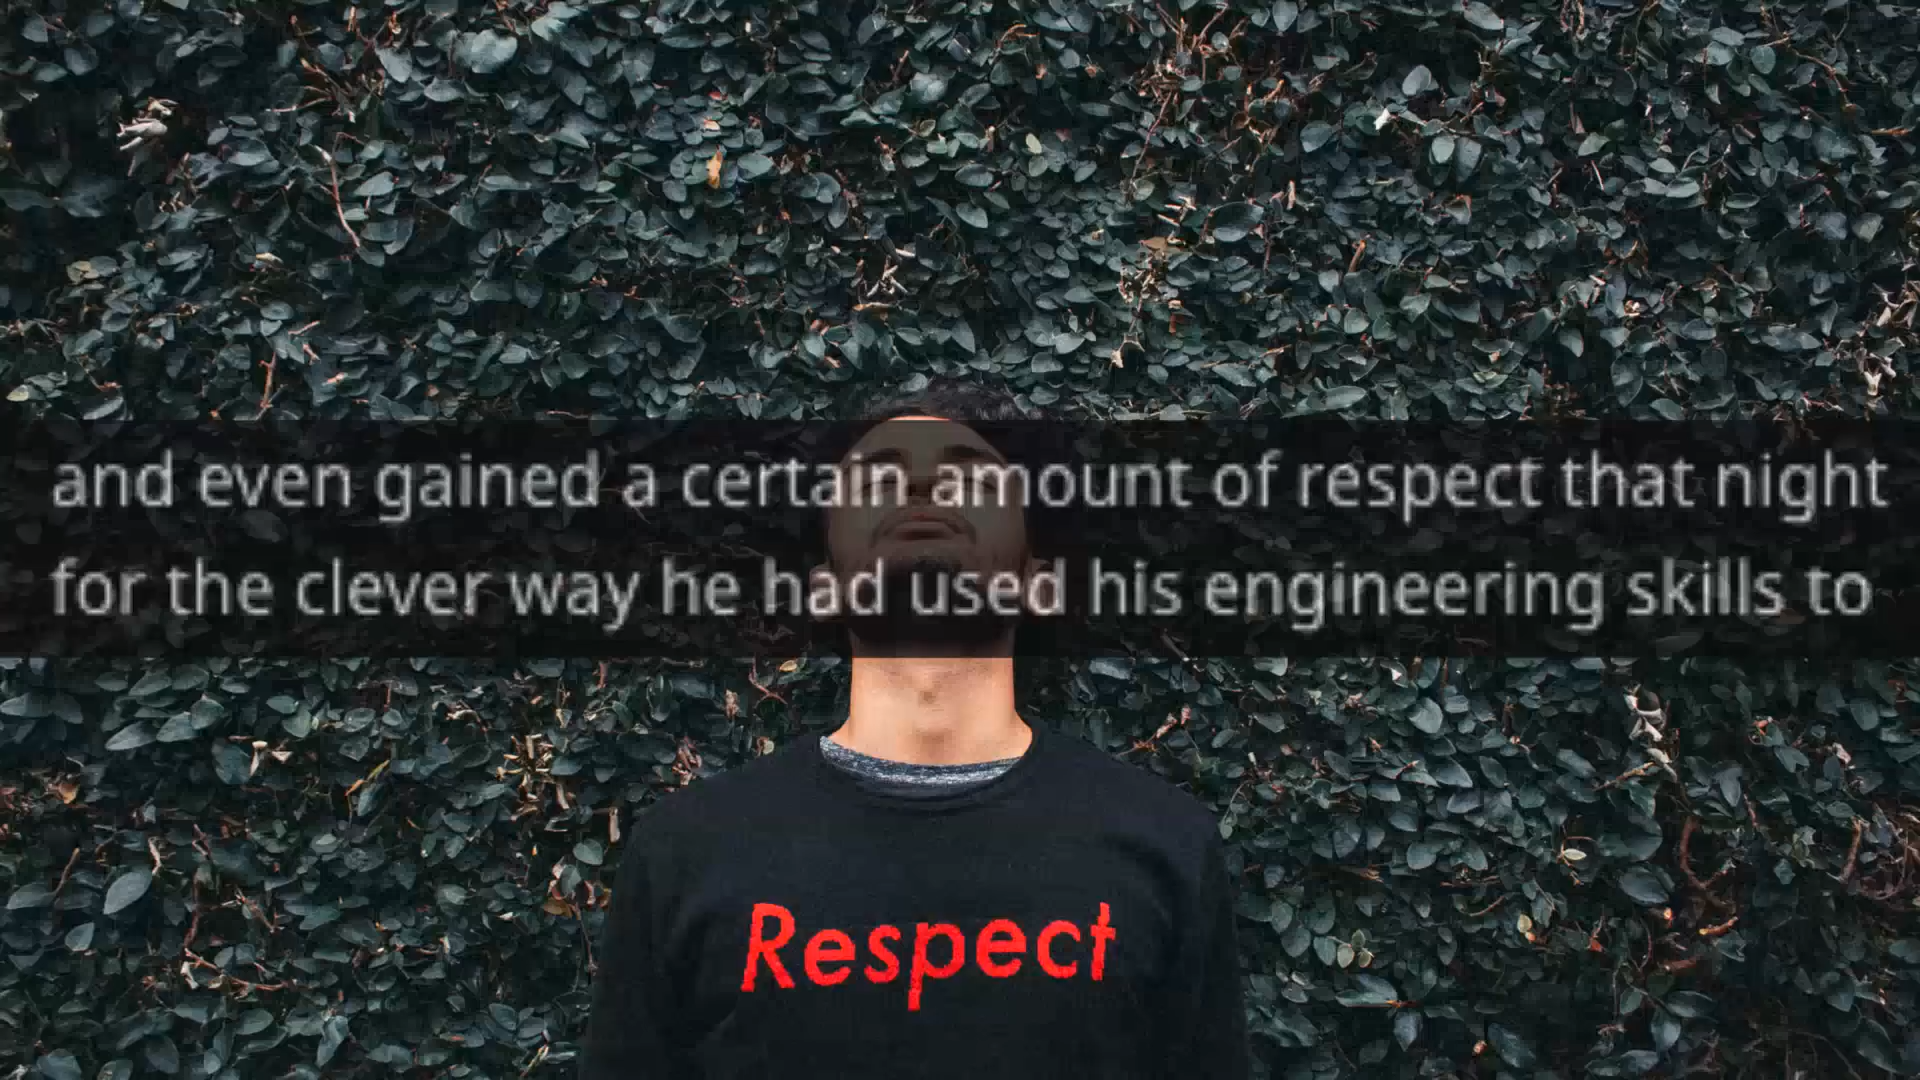 and even gained a certain amount of respect that night
for the clever way he had used his engineering skills to
Respect